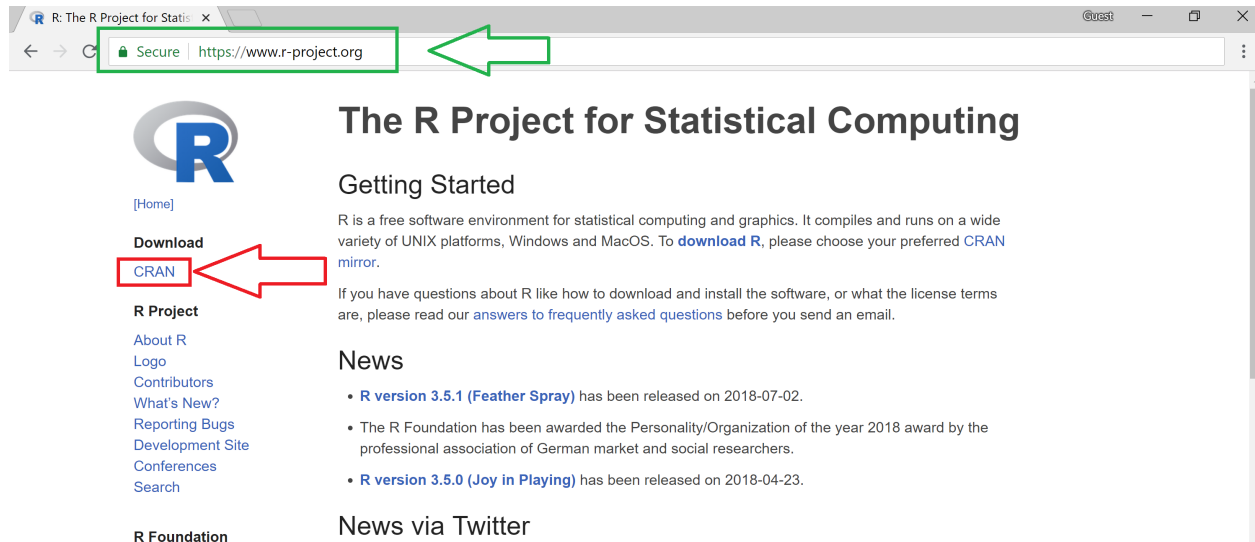 R: The R Project for Statis
Guest
Secure https://www.r-project.org
R
[Home]
Download
CRAN
R Project
About R
Logo
Contributors
What's New?
Reporting Bugs
Development Site
Conferences
Search
R Foundation
The R Project for Statistical Computing
Getting Started
R is a free software environment for statistical computing and graphics. It compiles and runs on a wide
variety of UNIX platforms, Windows and MacOS. To download R, please choose your preferred CRAN
mirror.
If you have questions about R like how to download and install the software, or what the license terms
are, please read our answers to frequently asked questions before you send an email.
News
• R version 3.5.1 (Feather Spray) has been released on 2018-07-02.
• The R Foundation has been awarded the Personality/Organization of the year 2018 award by the
professional association of German market and social researchers.
• R version 3.5.0 (Joy in Playing) has been released on 2018-04-23.
News via Twitter